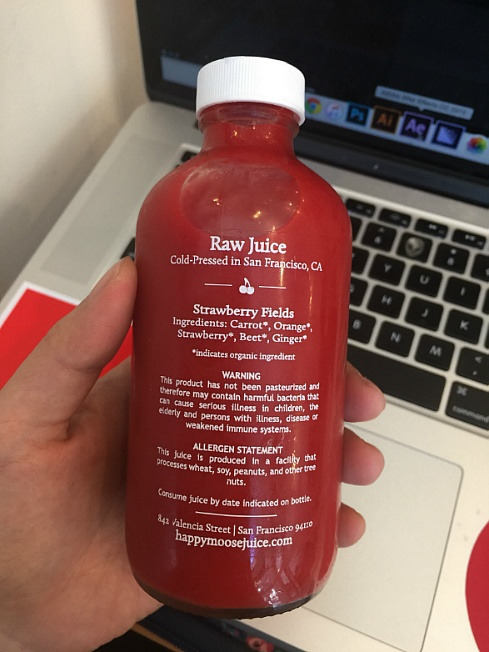 Raw Juice
Cold-Pressed in San Francisco, CA
Strawberry Fields
Ingredients: Carrot*, Orange*,
Strawberry*, Beet*, Ginger*
*indicates organic ingredient
WARNING
This product has not been pasteurized and
therefore may contain harmful bacteria that
can cause serious illness in children, the
elderly and persons with illness, disease or
weakened immune systems.
ALLERGEN STATEMENT
This juice is produced in a facility that
processes wheat, soy, peanuts, and other tree
nuts.
Consume juice by date indicated on bottle.
842 Valencia Street | San Francisco 94110
happymoosejuice.com
Ps
Ai
Ae
Y
U
I
O
G
H
J
K
B
N
M
command